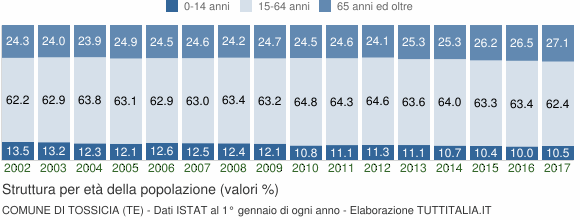 0-14 anni 15-64 anni 65 anni ed oltre
24.3 24.0 23.9 24.9 24.5 24.6 24.2 24.7 24.5 24.6 24.1 25.3 25.3 26.2 26.5 27.1
62.2 62.9 63.8 63.1 62.9 63.0 63.4 63.2 64.8 64.3 64.6 63.6 64.0 63.3 63.4 62.4
13.5 13.2 12.3 12.1 12.6 12.5 12.4 12.1 10.8 11.1 11.3 11.1 10.7 10.4 10.0 10.5
2002 2003 2004 2005 2006 2007 2008 2009 2010 2011 2012 2013 2014 2015 2016 2017
Struttura per età della popolazione (valori %)
COMUNE DI TOSSICIA (TE) - Dati ISTAT al 1° gennaio di ogni anno - Elaborazione TUTTITALIA.IT